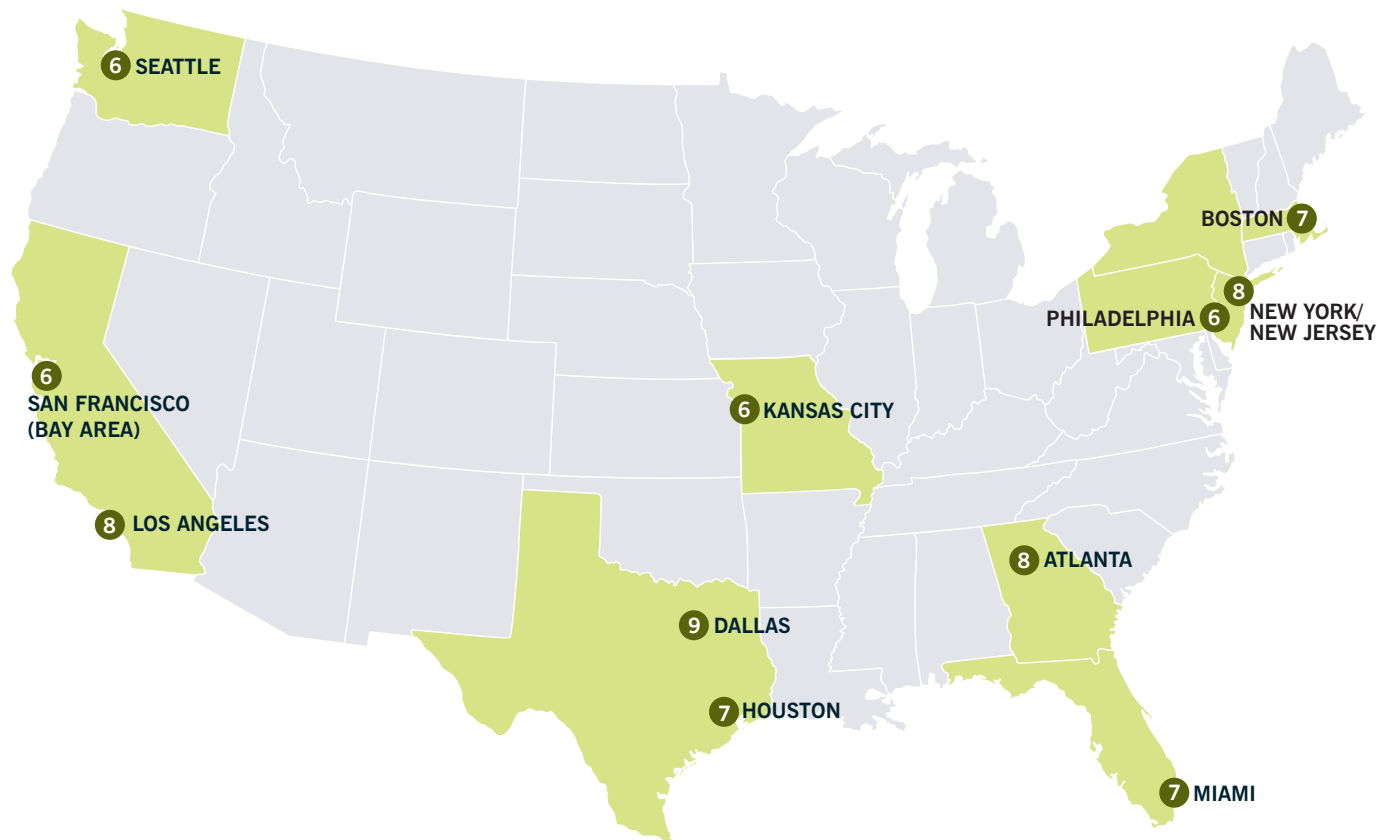 6 SEATTLE
BOSTON 7
8
NEW YORK/
NEW JERSEY
PHILADELPHIA 6
6
SAN FRANCISCO
(BAY AREA)
6 KANSAS CITY
8 LOS ANGELES
8 ATLANTA
9 DALLAS
7 HOUSTON
7 MIAMI